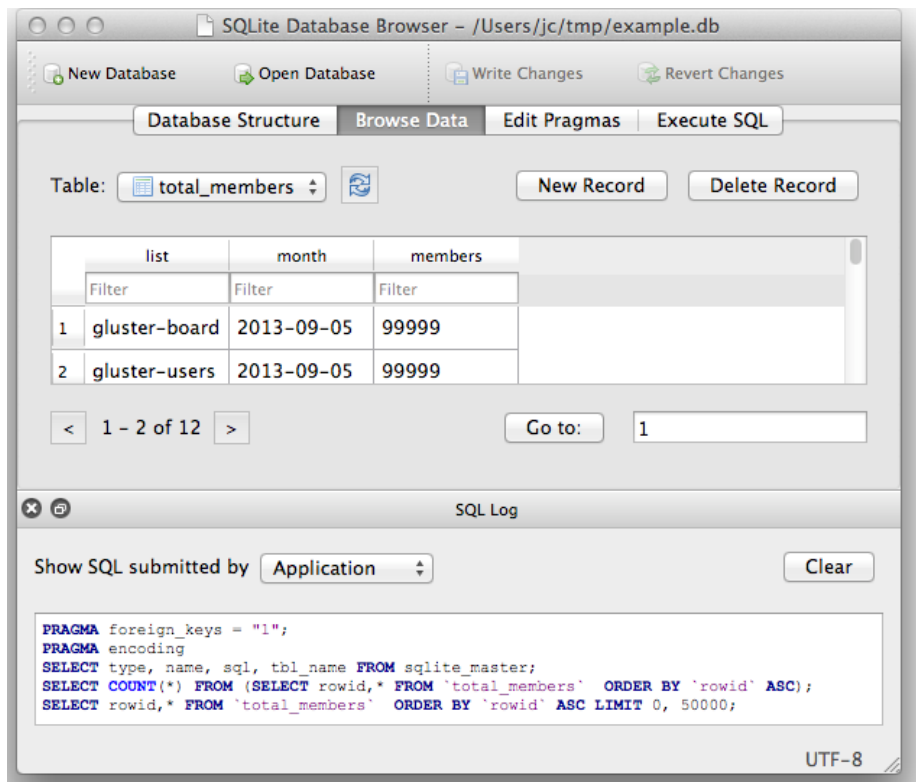 SQLite Database Browser – /Users/jc/tmp/example.db
New Database Open Database Write Changes Revert Changes
Database Structure Browse Data Edit Pragmas Execute SQL
Table: total_members New Record Delete Record
list month members
Filter Filter Filter
1 gluster-board 2013-09-05 99999
2 gluster-users 2013-09-05 99999
< 1 – 2 of 12 > Go to: 1
SQL Log
Show SQL submitted by Application Clear
PRAGMA foreign_keys = "1";
PRAGMA encoding
SELECT type, name, sql, tbl_name FROM sqlite_master;
SELECT COUNT(*) FROM (SELECT rowid,* FROM `total_members`  ORDER BY `rowid` ASC);
SELECT rowid,* FROM `total_members`  ORDER BY `rowid` ASC LIMIT 0, 50000;
UTF-8